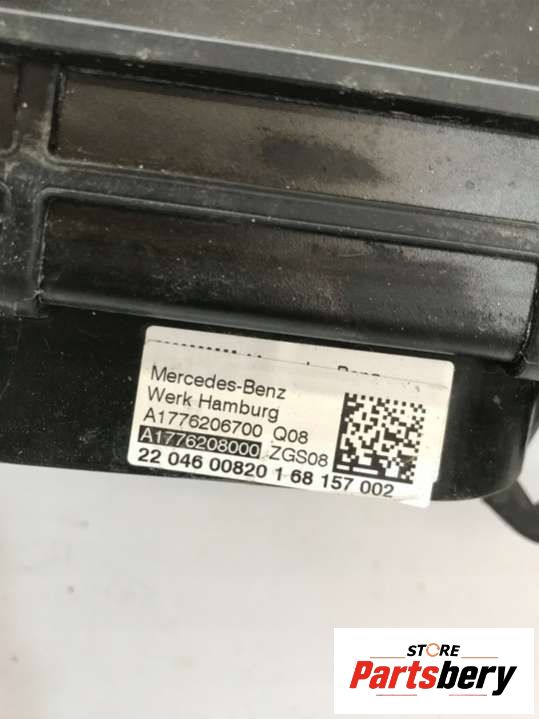 Mercedes-Benz
Werk Hamburg
A1776206700 Q08
A1776208000 ZGS08
22 046 00820 1 68 157 002
STORE
Partsbery